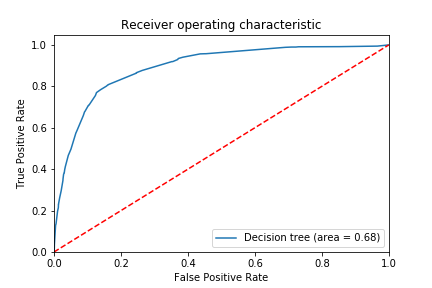 Receiver operating characteristic
True Positive Rate
1.0
0.8
0.6
0.4
0.2
0.0
Decision tree (area = 0.68)
0.0 0.2 0.4 0.6 0.8 1.0
False Positive Rate